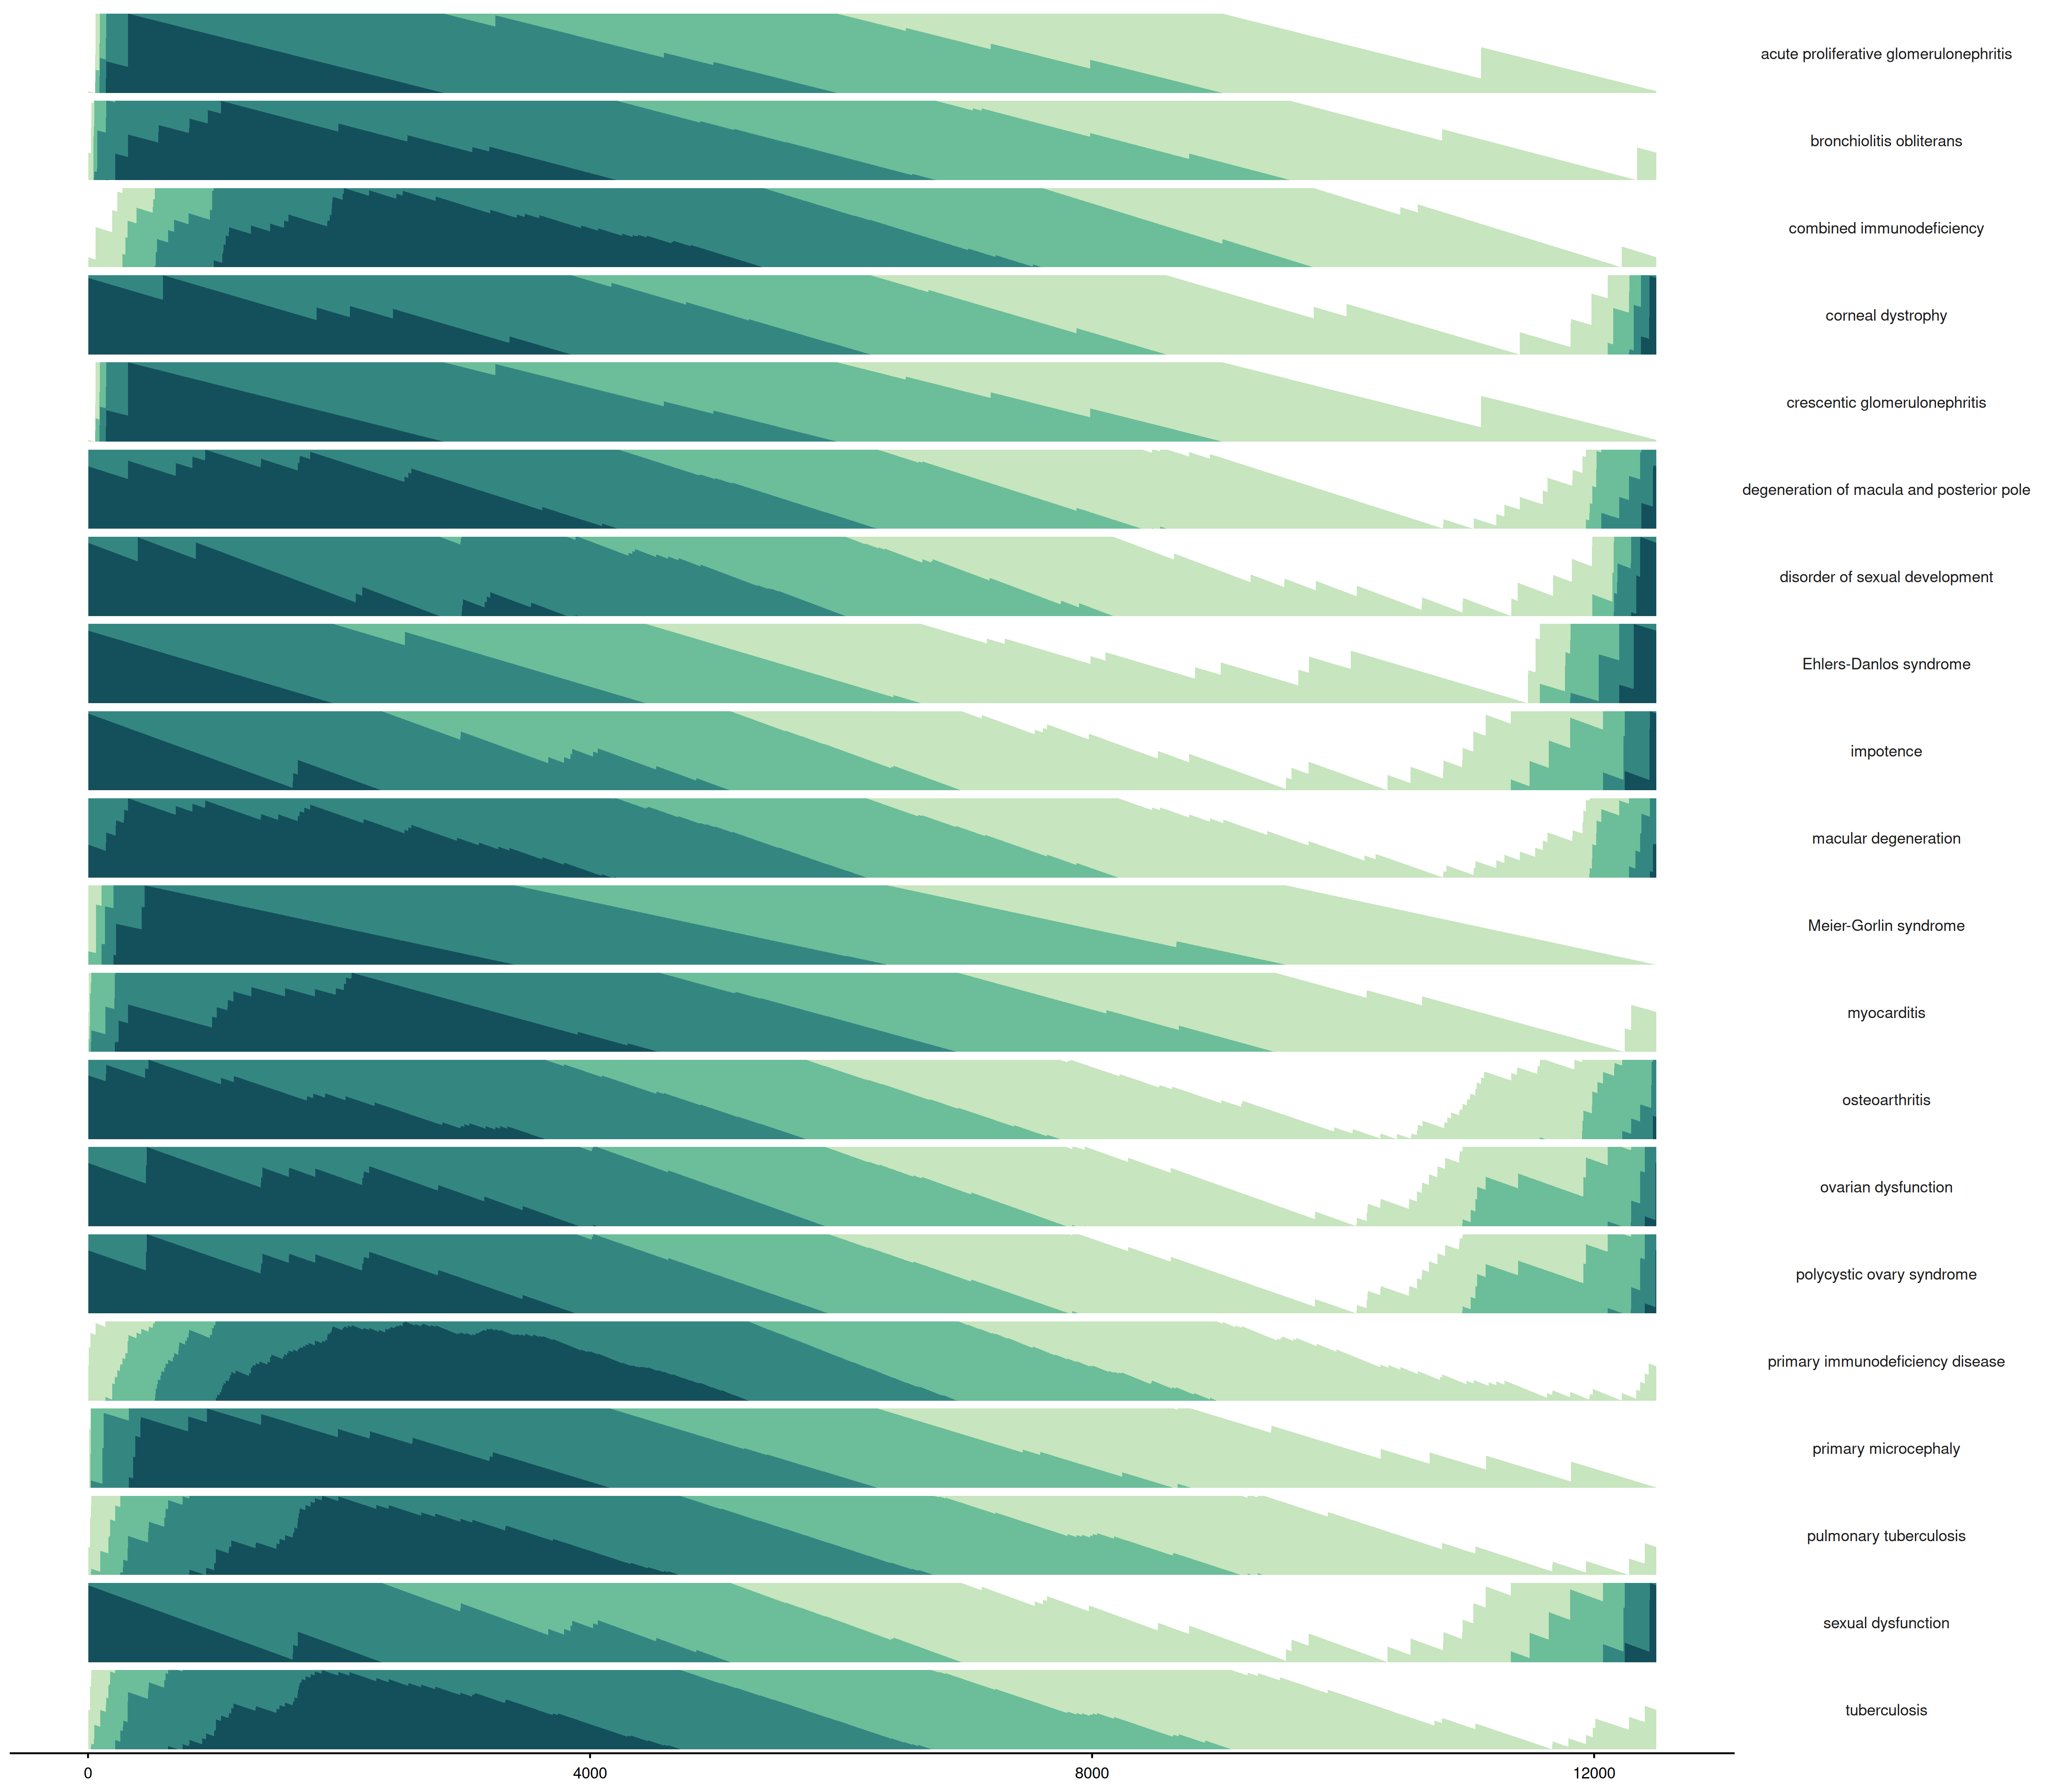 acute proliferative glomerulonephritis
bronchiolitis obliterans
combined immunodeficiency
corneal dystrophy
crescentic glomerulonephritis
degeneration of macula and posterior pole
disorder of sexual development
Ehlers-Danlos syndrome
impotence
macular degeneration
Meier-Gorlin syndrome
myocarditis
osteoarthritis
ovarian dysfunction
polycystic ovary syndrome
primary immunodeficiency disease
primary microcephaly
pulmonary tuberculosis
sexual dysfunction
tuberculosis
0 4000 8000 12000